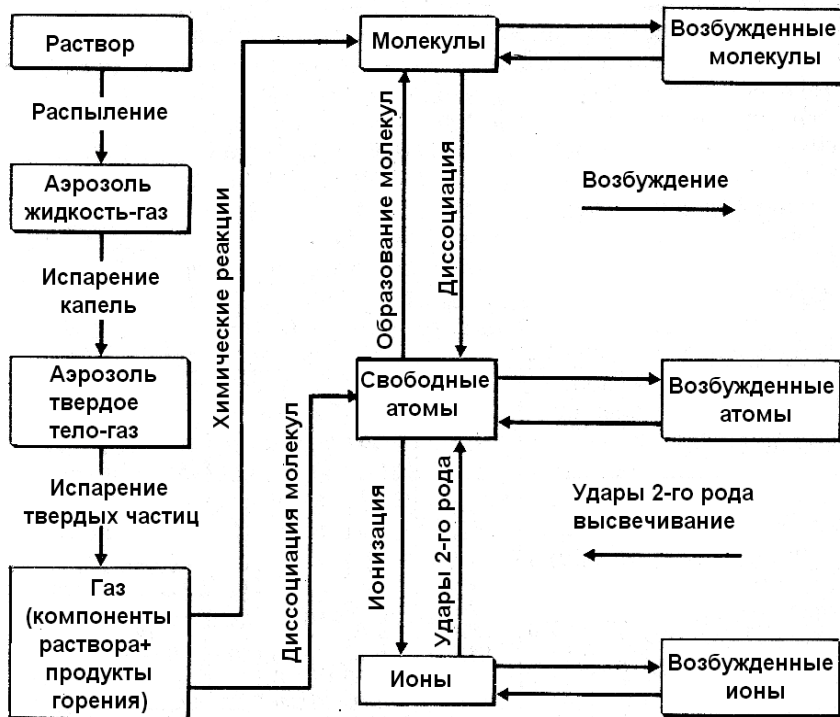 Раствор
Распыление
Аэрозоль
жидкость-газ
Испарение
капель
Аэрозоль
твердое
тело-газ
Испарение
твердых частиц
Газ
(компоненты
раствора+
продукты
горения)
Химические реакции
Диссоциация молекул
Молекулы
Образование молекул
Диссоциация
Свободные
атомы
Ионизация
Удары 2-го рода
Ионы
Возбужденные
молекулы
Возбуждение
Возбужденные
атомы
Удары 2-го рода
высвечивание
Возбужденные
ионы